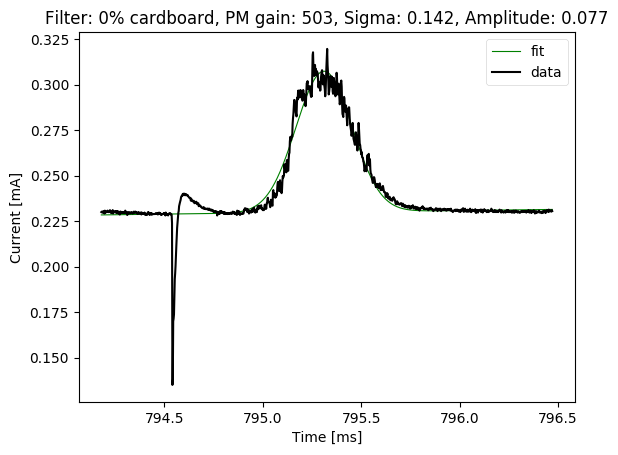 Filter: 0% cardboard, PM gain: 503, Sigma: 0.142, Amplitude: 0.077
fit
data
0.325
0.300
0.275
0.250
0.225
0.200
0.175
0.150
Current [mA]
794.5
795.0
795.5
796.0
796.5
Time [ms]